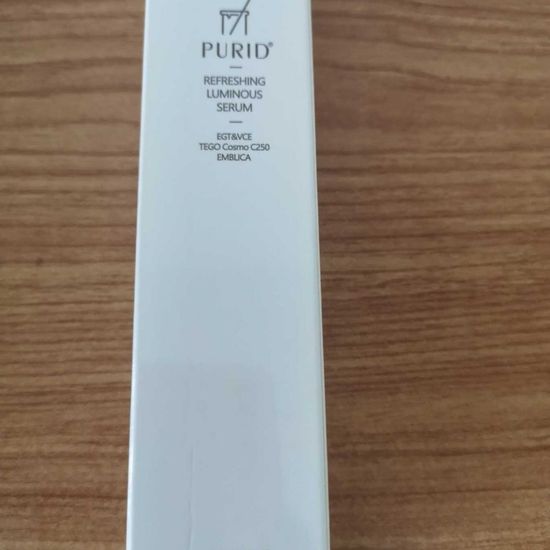 PURID®
REFRESHING
LUMINOUS
SERUM
EGT&VCE
TEGO Cosmo C250
EMBLICA